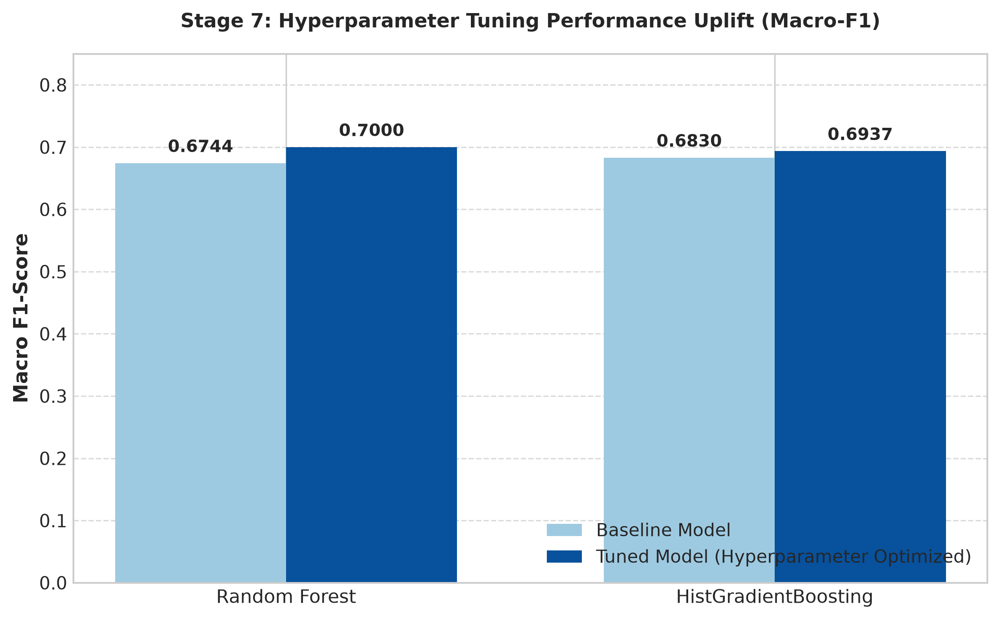 Stage 7: Hyperparameter Tuning Performance Uplift (Macro-F1)
Macro F1-Score
0.8
0.7
0.6
0.5
0.4
0.3
0.2
0.1
0.0
0.6744
0.7000
0.6830
0.6937
Baseline Model
Tuned Model (Hyperparameter Optimized)
Random Forest
HistGradientBoosting